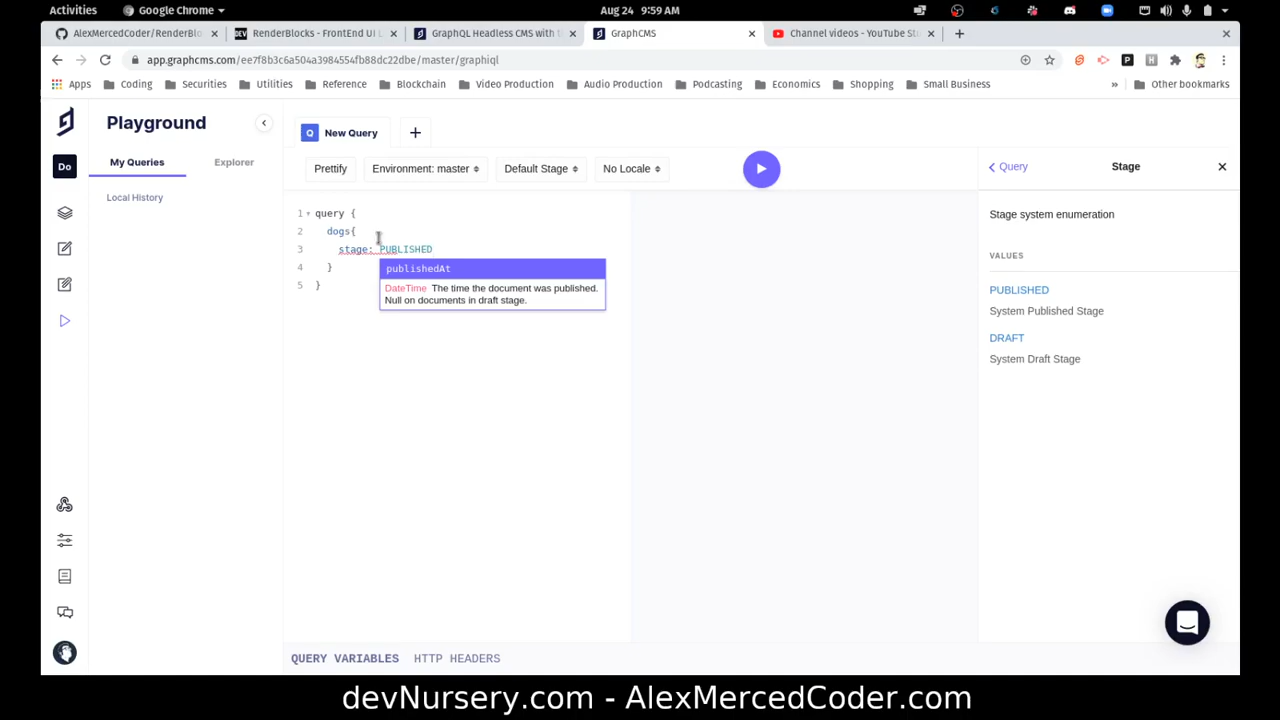 Activities
Google Chrome
Aug 24 9:59 AM
AlexMercedCoder/RenderBlo
DEV
RenderBlocks - FrontEnd UI L
GraphQL Headless CMS with t
GraphCMS
Channel videos - YouTube St
app.graphcms.com/ee7f8b3c6a504a3984554fb88dc22dbe/master/graphiql
Apps
Coding
Securities
Utilities
Reference
Blockchain
Video Production
Audio Production
Podcasting
Economics
Shopping
Small Business
»
Other bookmarks
Do
Playground
My Queries
Explorer
Local History
Q New Query
Prettify
Environment: master
Default Stage
No Locale
1 query {
2 dogs{
3 stage: PUBLISHED
4 }
5 }
publishedAt
DateTime The time the document was published.
Null on documents in draft stage.
Query
Stage
Stage system enumeration
VALUES
PUBLISHED
System Published Stage
DRAFT
System Draft Stage
QUERY VARIABLES
HTTP HEADERS
devNursery.com - AlexMercedCoder.com